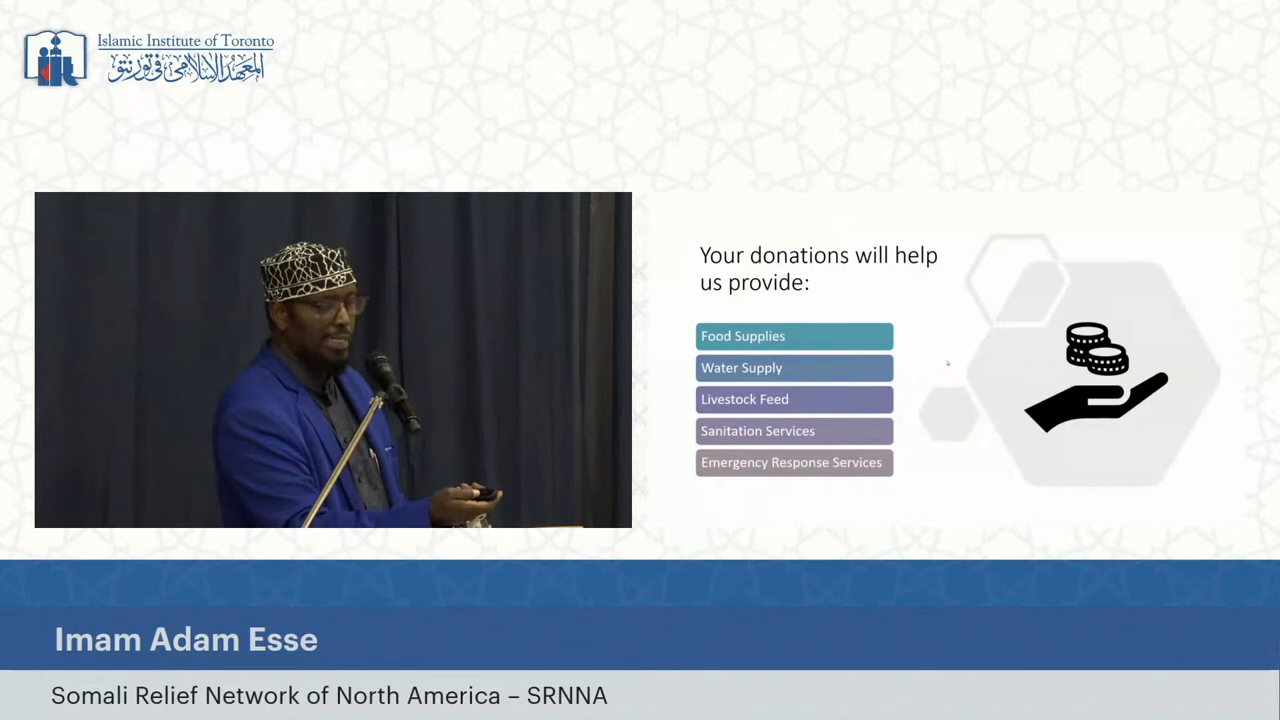 Islamic Institute of Toronto
المعهد الإسلامي في تورنتو
iit
Your donations will help
us provide:
Food Supplies
Water Supply
Livestock Feed
Sanitation Services
Emergency Response Services
Imam Adam Esse
Somali Relief Network of North America – SRNNA